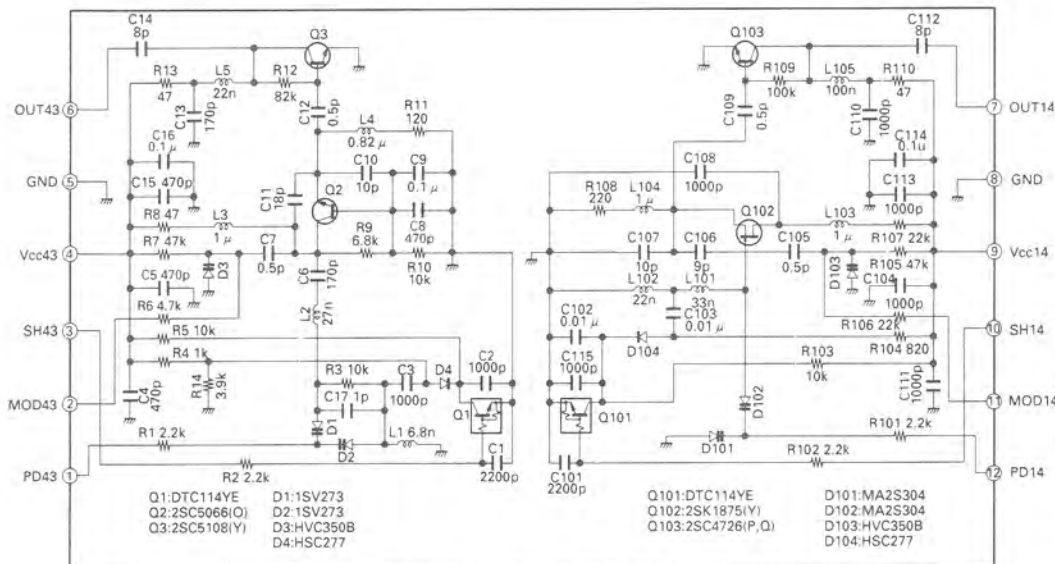 C14
8p
Q3
Q103
C112
8p
R13
47
L5
22n
R12
82k
R109
100k
L105
100n
R110
47
OUT43 6
C13
170p
C12
0.5p
R11
120
L4
0.82μ
C109
0.5p
C110
1000p
7 OUT14
C16
0.1μ
C15 470p
C10
10p
C9
0.1μ
C114
0.1μ
C113
1000p
C108
1000p
GND 5
8 GND
C11
18p
R8 47
L3
1μ
Q2
C8
470p
R108
220
L104
1μ
Q102
L103
1μ
R107 22k
R7 47k
C7
0.5p
R9
6.8k
R10
10k
C107
10p
C106
9p
C105
0.5p
R105 47k
Vcc43 4
9 Vcc14
D3
C5 470p
C6
170p
L102
22n
L101
33n
D103
C104
1000p
R6 4.7k
L2
27n
C103
0.01μ
R106 22k
SH43 3
R5 10k
C102
0.01μ
D104
R104 820
10 SH14
R4 1k
R14
3.9k
C4
470p
R3 10k
C3
1000p
D4
C2
1000p
C115
1000p
R103
10k
C111
1000p
MOD43 2
C17 1p
Q1
Q101
D102
11 MOD14
R1 2.2k
D1
D2
L1 6.8n
D101
R101 2.2k
PD43 1
R2 2.2k
C1
2200p
C101
2200p
R102 2.2k
12 PD14
Q1:DTC114YE
Q2:2SC5066(O)
Q3:2SC5108(Y)
D1:1SV273
D2:1SV273
D3:HVC350B
D4:HSC277
Q101:DTC114YE
Q102:2SK1875(Y)
Q103:2SC4726(P,Q)
D101:MA2S304
D102:MA2S304
D103:HVC350B
D104:HSC277